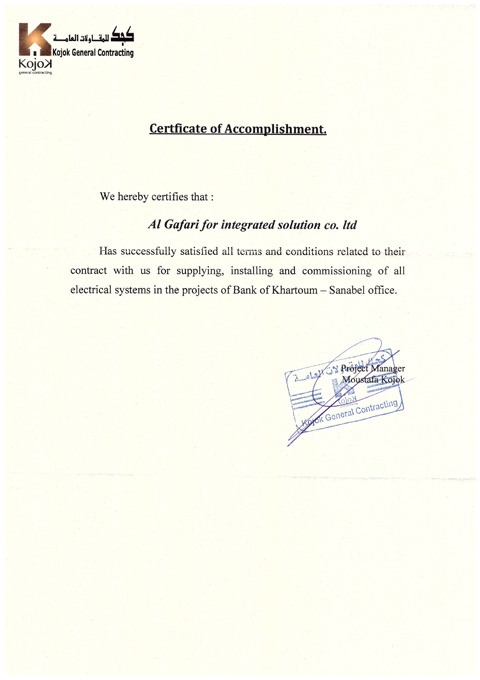 كجك للمقاولات العامة
Kojok General Contracting
Kojok
general contracting
Certficate of Accomplishment.
We hereby certifies that :
Al Gafari for integrated solution co. ltd
Has successfully satisfied all terms and conditions related to their
contract with us for supplying, installing and commissioning of all
electrical systems in the projects of Bank of Khartoum – Sanabel office.
كجك للمقاولات العامة
Project Manager
Moustafa Kojok
Kojok
Kojok General Contracting